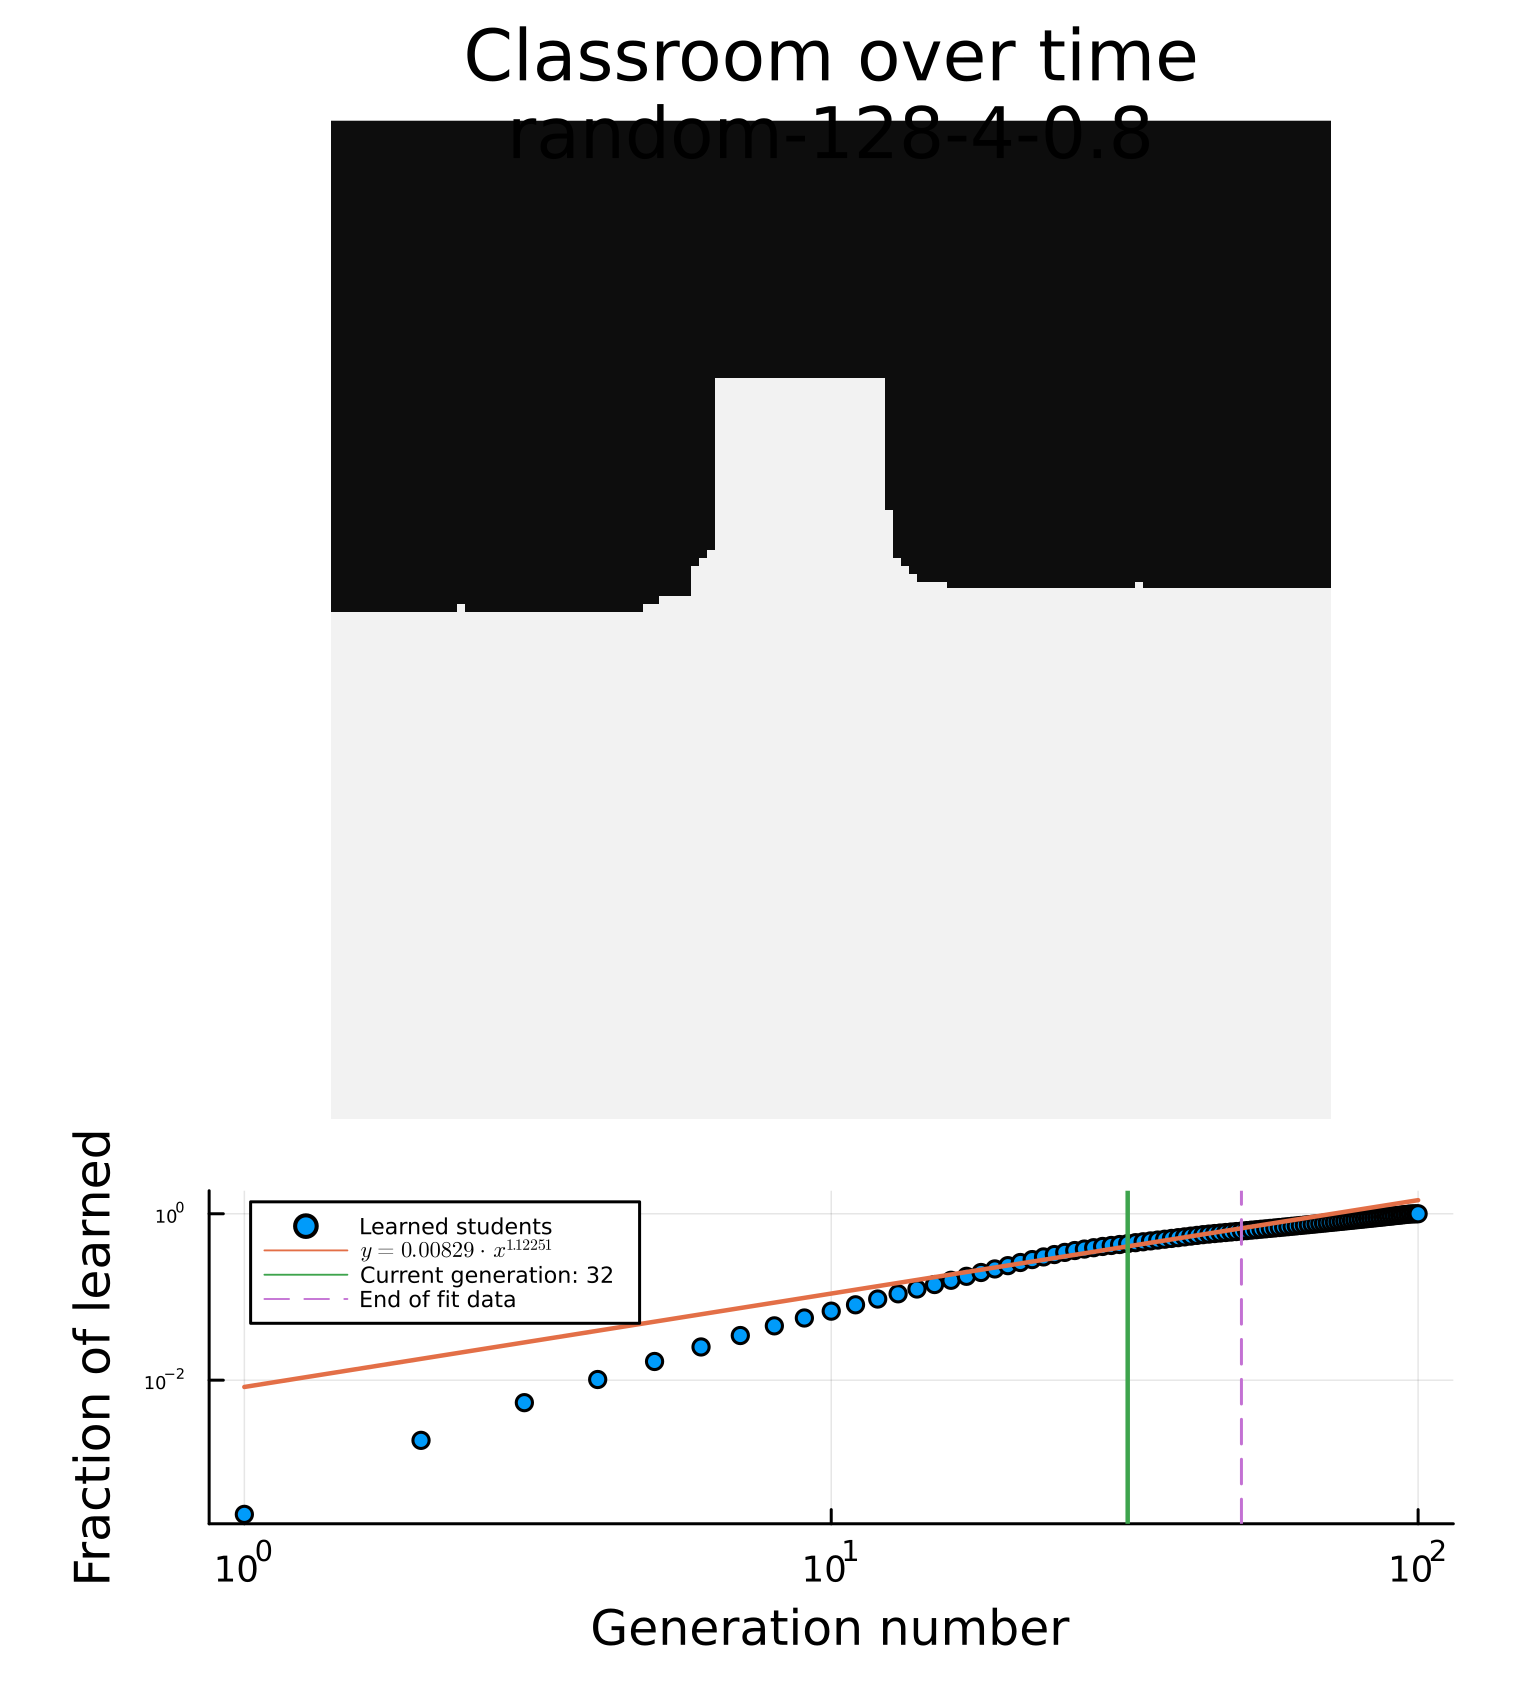 Classroom over time
random-128-4-0.8
Fraction of learned
10⁰
10⁻²
Learned students
y = 0.00829 · x^1.12251
Current generation: 32
End of fit data
10⁰
10¹
10²
Generation number